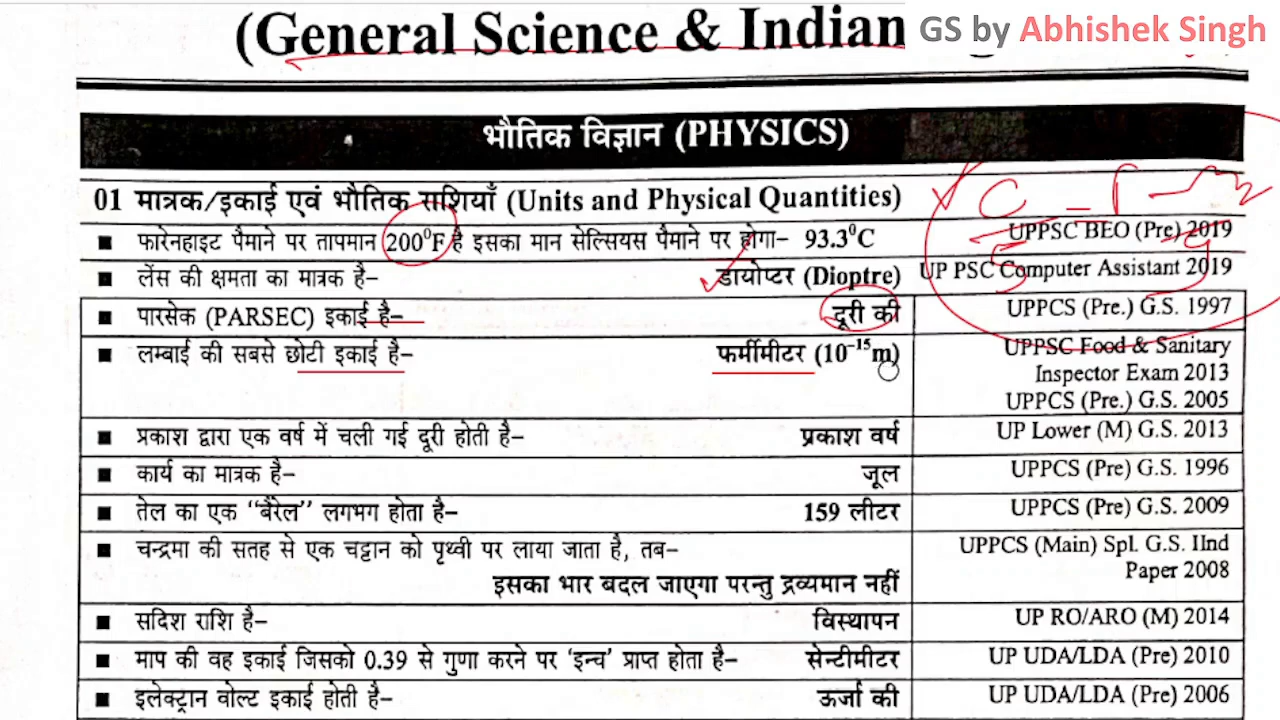 (General Science & Indian
GS by Abhishek Singh
भौतिक विज्ञान (PHYSICS)
01 मात्रक/इकाई एवं भौतिक राशियाँ (Units and Physical Quantities)
■ फारेनहाइट पैमाने पर तापमान 200⁰F है इसका मान सेल्सियस पैमाने पर होगा– 93.3⁰C UPPSC BEO (Pre) 2019
■ लेंस की क्षमता का मात्रक है– डायोप्टर (Dioptre) UP PSC Computer Assistant 2019
■ पारसेक (PARSEC) इकाई है– दूरी की UPPCS (Pre.) G.S. 1997
■ लम्बाई की सबसे छोटी इकाई है– फर्मीमीटर (10⁻¹⁵m) UPPSC Food & Sanitary
Inspector Exam 2013
UPPCS (Pre.) G.S. 2005
■ प्रकाश द्वारा एक वर्ष में चली गई दूरी होती है– प्रकाश वर्ष UP Lower (M) G.S. 2013
■ कार्य का मात्रक है– जूल UPPCS (Pre) G.S. 1996
■ तेल का एक “बैरेल” लगभग होता है– 159 लीटर UPPCS (Pre) G.S. 2009
■ चन्द्रमा की सतह से एक चट्टान को पृथ्वी पर लाया जाता है, तब– UPPCS (Main) Spl. G.S. IInd
इसका भार बदल जाएगा परन्तु द्रव्यमान नहीं Paper 2008
■ सदिश राशि है– विस्थापन UP RO/ARO (M) 2014
■ माप की वह इकाई जिसको 0.39 से गुणा करने पर ‘इन्च’ प्राप्त होता है– सेन्टीमीटर UP UDA/LDA (Pre) 2010
■ इलेक्ट्रान वोल्ट इकाई होती है– ऊर्जा की UP UDA/LDA (Pre) 2006